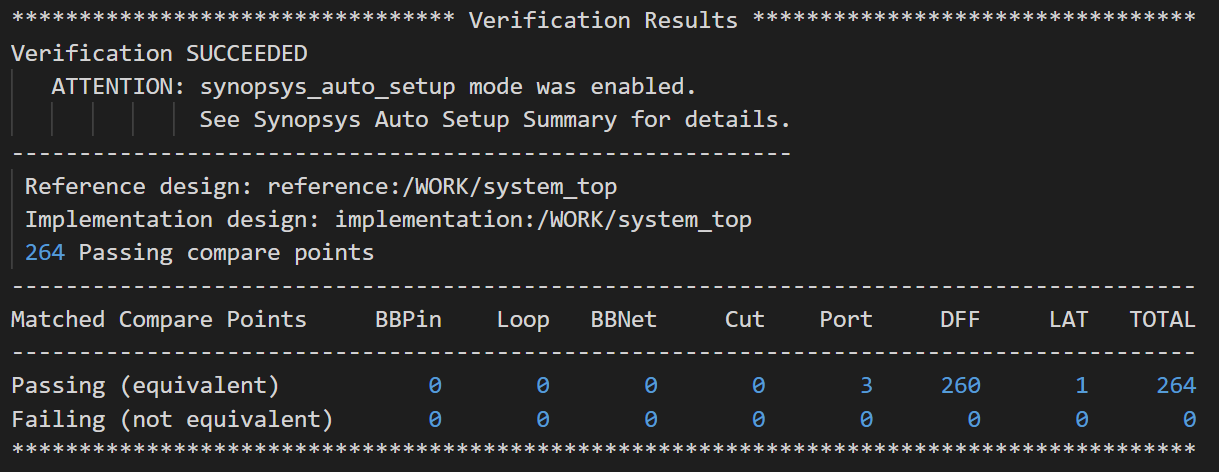 ********************************* Verification Results *********************************
Verification SUCCEEDED
   ATTENTION: synopsys_auto_setup mode was enabled.
              See Synopsys Auto Setup Summary for details.
----------------------------------------------------------
 Reference design: reference:/WORK/system_top
 Implementation design: implementation:/WORK/system_top
 264 Passing compare points
----------------------------------------------------------------------------------------
Matched Compare Points     BBPin    Loop   BBNet     Cut    Port     DFF     LAT   TOTAL
----------------------------------------------------------------------------------------
Passing (equivalent)           0       0       0       0       3     260       1     264
Failing (not equivalent)       0       0       0       0       0       0       0       0
****************************************************************************************